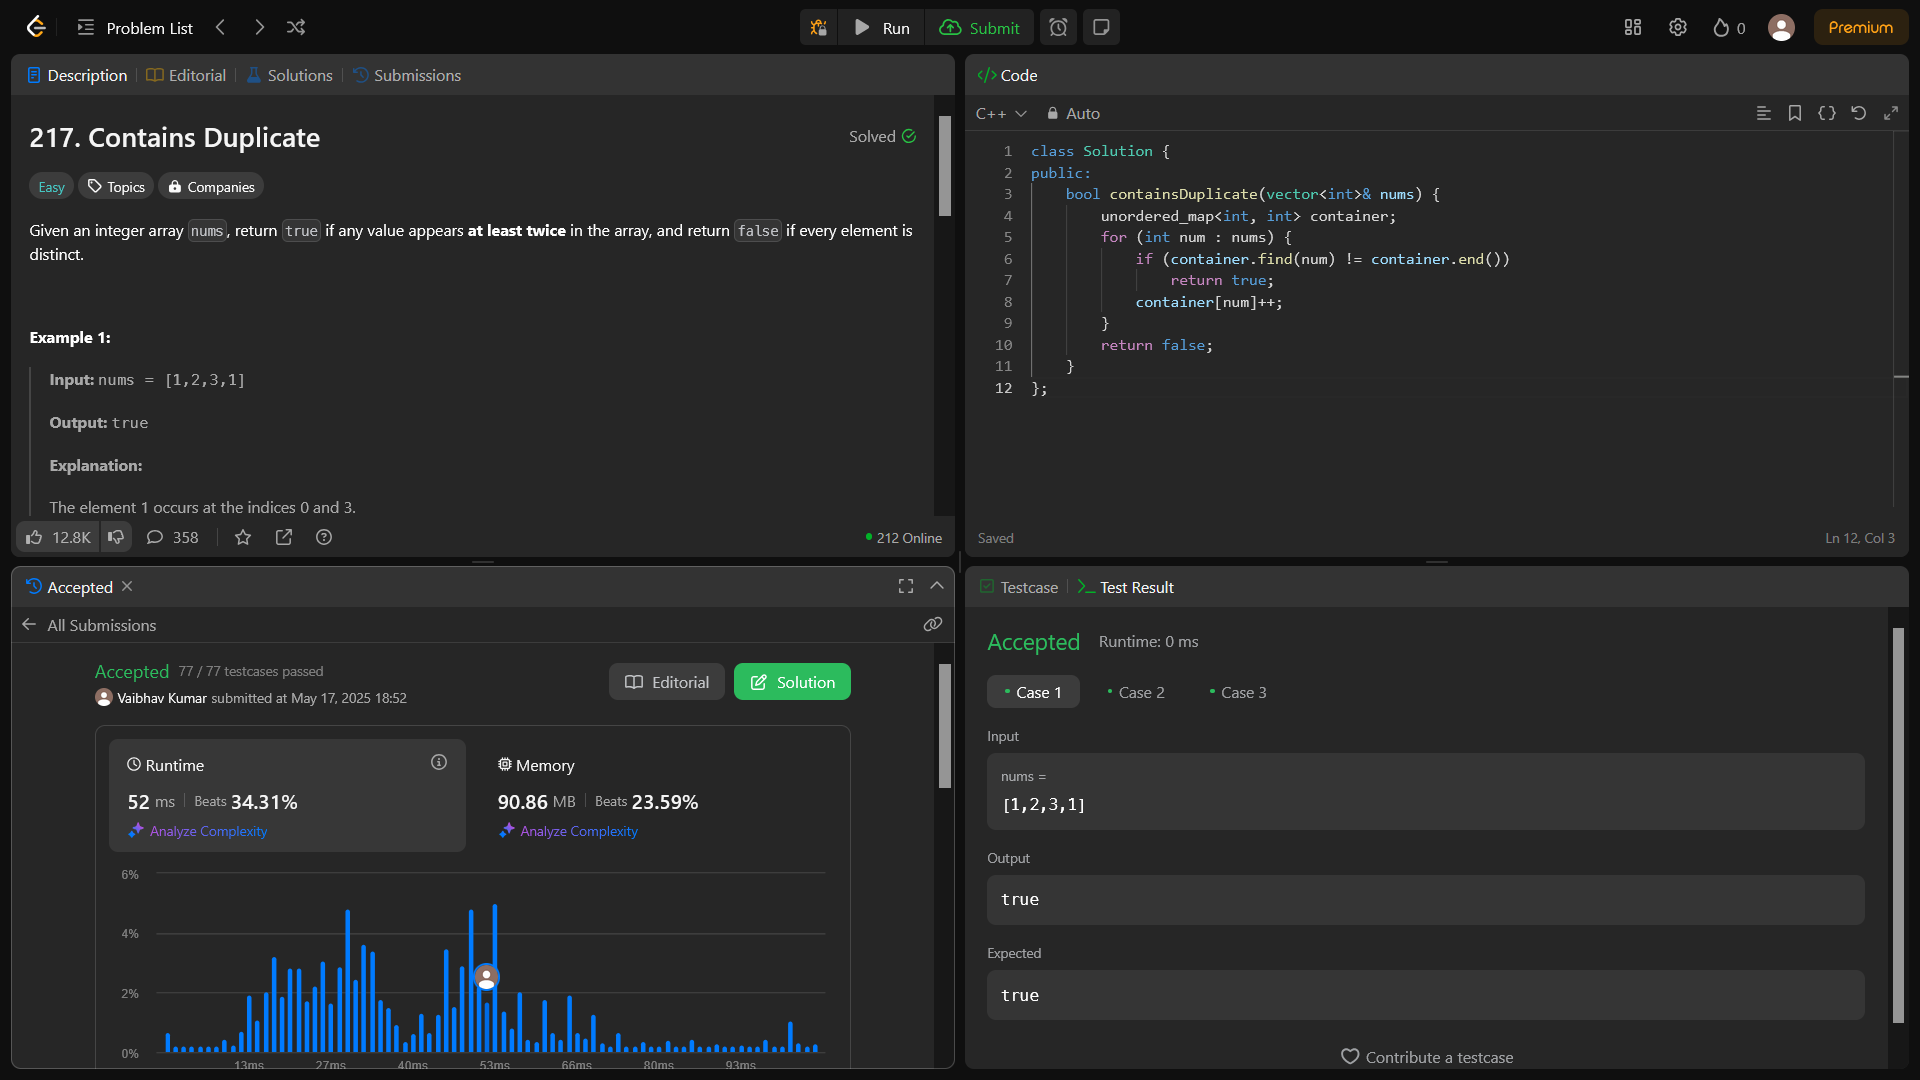 Problem List
Run
Submit
0
Premium
Description
Editorial
Solutions
Submissions
217. Contains Duplicate
Solved
Easy
Topics
Companies
Given an integer array nums, return true if any value appears at least twice in the array, and return false if every element is
distinct.
Example 1:
Input: nums = [1,2,3,1]
Output: true
Explanation:
The element 1 occurs at the indices 0 and 3.
12.8K
358
212 Online
</> Code
C++
Auto
1 class Solution {
2 public:
3     bool containsDuplicate(vector<int>& nums) {
4         unordered_map<int, int> container;
5         for (int num : nums) {
6             if (container.find(num) != container.end())
7                 return true;
8             container[num]++;
9         }
10         return false;
11     }
12 };
Saved
Ln 12, Col 3
Accepted
All Submissions
Accepted 77 / 77 testcases passed
Vaibhav Kumar submitted at May 17, 2025 18:52
Editorial
Solution
Runtime
52 ms Beats 34.31%
Analyze Complexity
Memory
90.86 MB Beats 23.59%
Analyze Complexity
6%
4%
2%
0%
13ms 27ms 40ms 53ms 66ms 80ms 93ms
Testcase
Test Result
Accepted Runtime: 0 ms
Case 1
Case 2
Case 3
Input
nums =
[1,2,3,1]
Output
true
Expected
true
Contribute a testcase